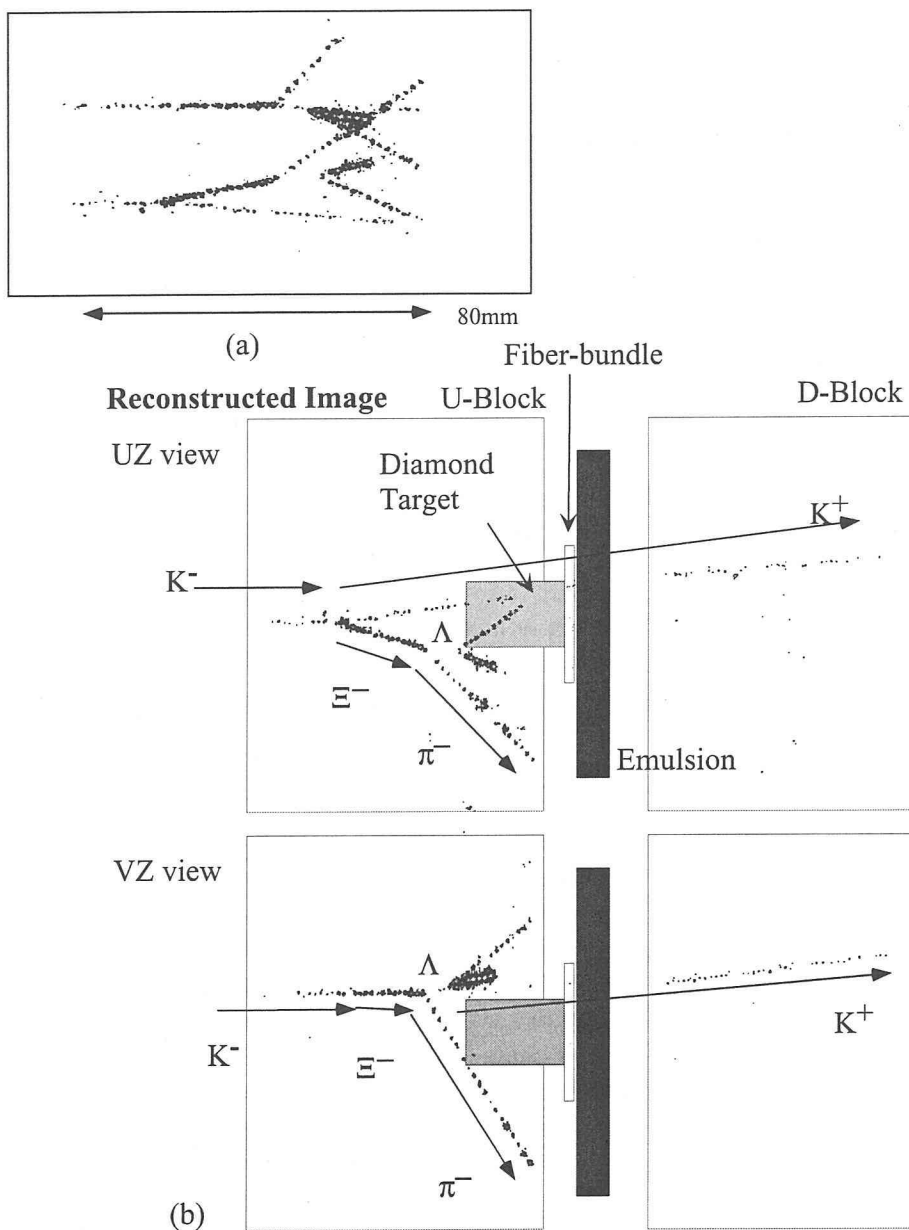 80mm
(a)
Fiber-bundle
Reconstructed Image
U-Block
D-Block
UZ view
Diamond
Target
K⁺
K⁻
Λ
Ξ⁻
π⁻
Emulsion
VZ view
Λ
K⁻
Ξ⁻
K⁺
π⁻
(b)